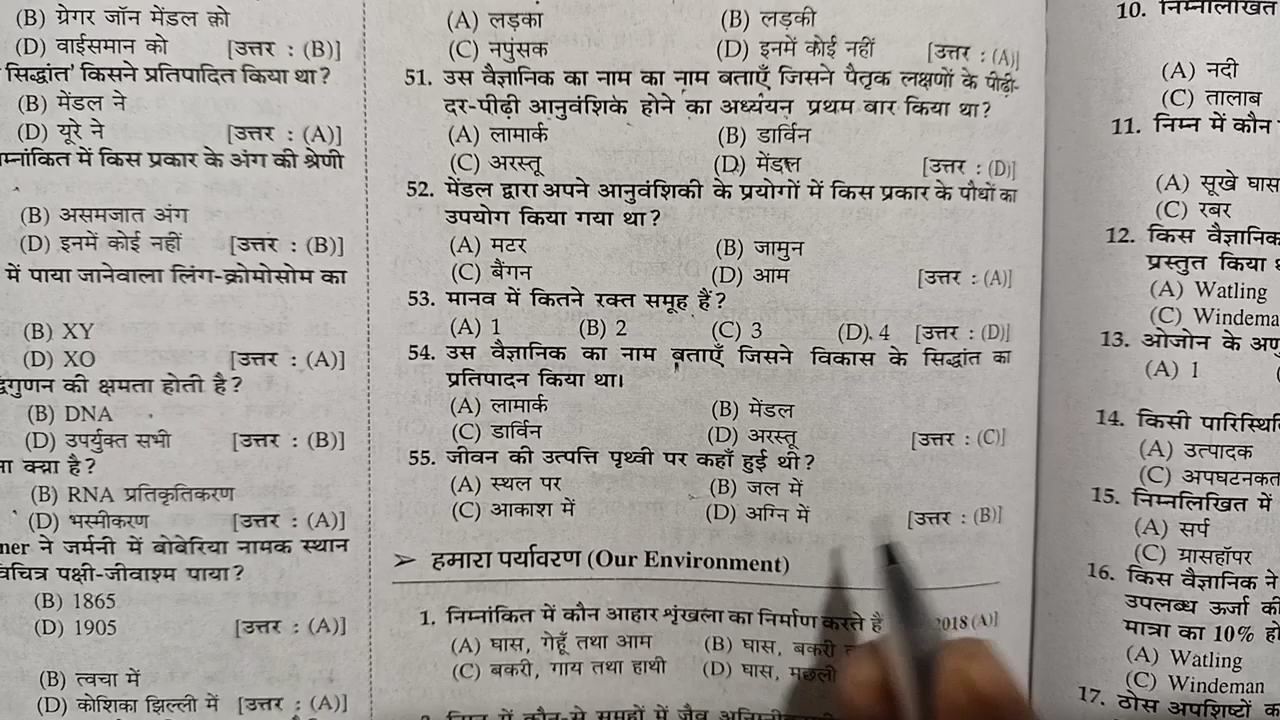 (B) ग्रेगर जॉन मेंडल को
(D) वाईसमान को [उत्तर : (B)]
सिद्धांत' किसने प्रतिपादित किया था?
(B) मेंडल ने
(D) यूरे ने [उत्तर : (A)]
म्नांकित में किस प्रकार के अंग की श्रेणी
(B) असमजात अंग
(D) इनमें कोई नहीं [उत्तर : (B)]
में पाया जानेवाला लिंग-क्रोमोसोम का
(B) XY
(D) XO [उत्तर : (A)]
द्वगुणन की क्षमता होती है?
(B) DNA
(D) उपर्युक्त सभी [उत्तर : (B)]
ना क्या है?
(B) RNA प्रतिकृतिकरण
(D) भस्मीकरण [उत्तर : (A)]
ner ने जर्मनी में बोबेरिया नामक स्थान
विचित्र पक्षी-जीवाश्म पाया?
(B) 1865
(D) 1905 [उत्तर : (A)]
(B) त्वचा में
(D) कोशिका झिल्ली में [उत्तर : (A)]
(A) लड़का (B) लड़की
(C) नपुंसक (D) इनमें कोई नहीं [उत्तर : (A)]
51. उस वैज्ञानिक का नाम का नाम बताएँ जिसने पैतृक लक्षणों के पीढ़ी-
दर-पीढ़ी आनुवंशिक होने का अध्ययन प्रथम बार किया था?
(A) लामार्क (B) डार्विन
(C) अरस्तू (D) मेंडल [उत्तर : (D)]
52. मेंडल द्वारा अपने आनुवंशिकी के प्रयोगों में किस प्रकार के पौधों का
उपयोग किया गया था?
(A) मटर (B) जामुन
(C) बैंगन (D) आम [उत्तर : (A)]
53. मानव में कितने रक्त समूह हैं?
(A) 1 (B) 2 (C) 3 (D) 4 [उत्तर : (D)]
54. उस वैज्ञानिक का नाम बताएँ जिसने विकास के सिद्धांत का
प्रतिपादन किया था।
(A) लामार्क (B) मेंडल
(C) डार्विन (D) अरस्तू [उत्तर : (C)]
55. जीवन की उत्पत्ति पृथ्वी पर कहाँ हुई थी?
(A) स्थल पर (B) जल में
(C) आकाश में (D) अग्नि में [उत्तर : (B)]
➢ हमारा पर्यावरण (Our Environment)
1. निम्नांकित में कौन आहार शृंखला का निर्माण करते हैं 2018 (A)]
(A) घास, गेहूँ तथा आम (B) घास, बकरी
(C) बकरी, गाय तथा हाथी (D) घास, मछली
10. निम्नलिखित
(A) नदी
(C) तालाब
11. निम्न में कौन
(A) सूखे घास
(C) रबर
12. किस वैज्ञानिक
प्रस्तुत किया
(A) Watling
(C) Windema
13. ओजोन के अणु
(A) 1
14. किसी पारिस्थिति
(A) उत्पादक
(C) अपघटनकत
15. निम्नलिखित में
(A) सर्प
(C) ग्रासहॉपर
16. किस वैज्ञानिक ने
उपलब्ध ऊर्जा की
मात्रा का 10% हो
(A) Watling
(C) Windeman
17. ठोस अपशिष्टों क